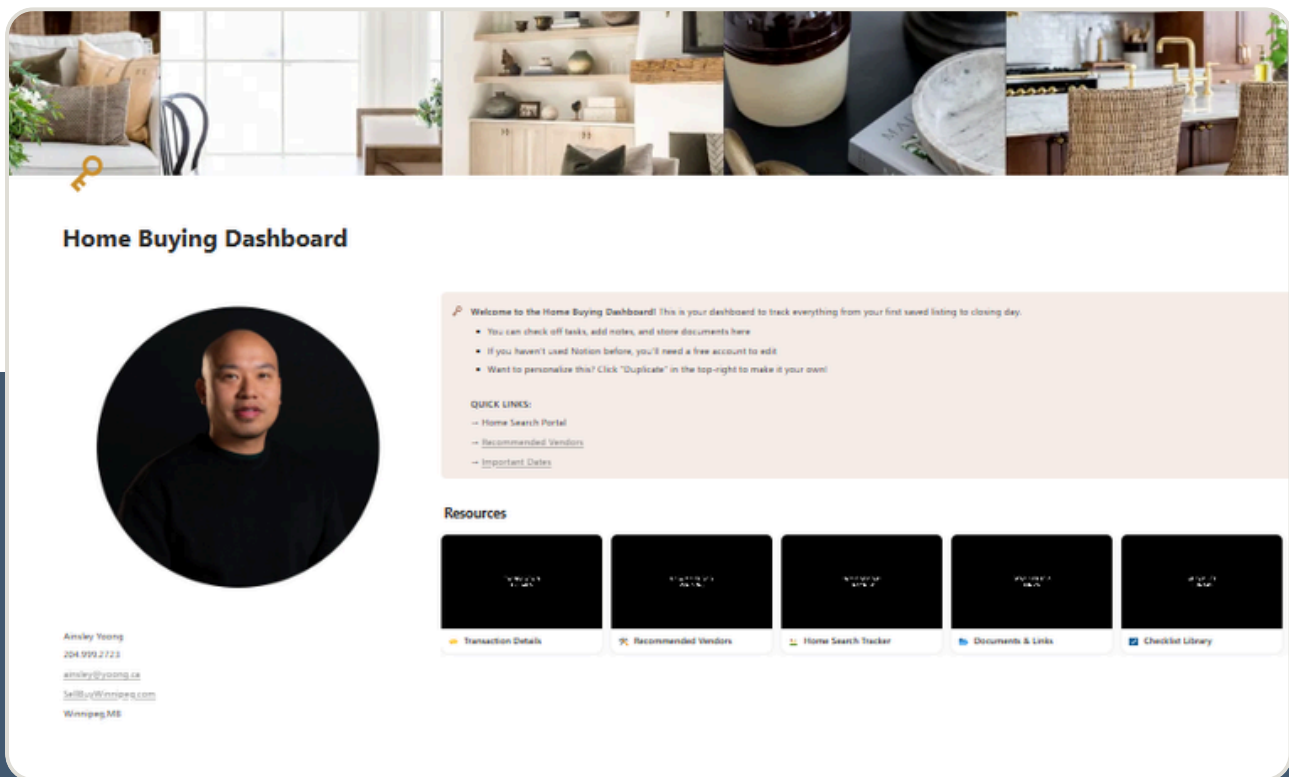 Home Buying Dashboard
Welcome to the Home Buying Dashboard! This is your dashboard to track everything from your first saved listing to closing day.
• You can check off tasks, add notes, and store documents here
• If you haven't used Notion before, you'll need a free account to edit
• Want to personalize this? Click "Duplicate" in the top-right to make it your own!
QUICK LINKS:
→ Home Search Portal
→ Recommended Vendors
→ Important Dates
Resources
Transaction Details
Recommended Vendors
Home Search Tracker
Documents & Links
Checklist Library
Ainsley Yoong
204.999.2723
ainsley@yoong.ca
SellBuyWinnipeg.com
Winnipeg,MB